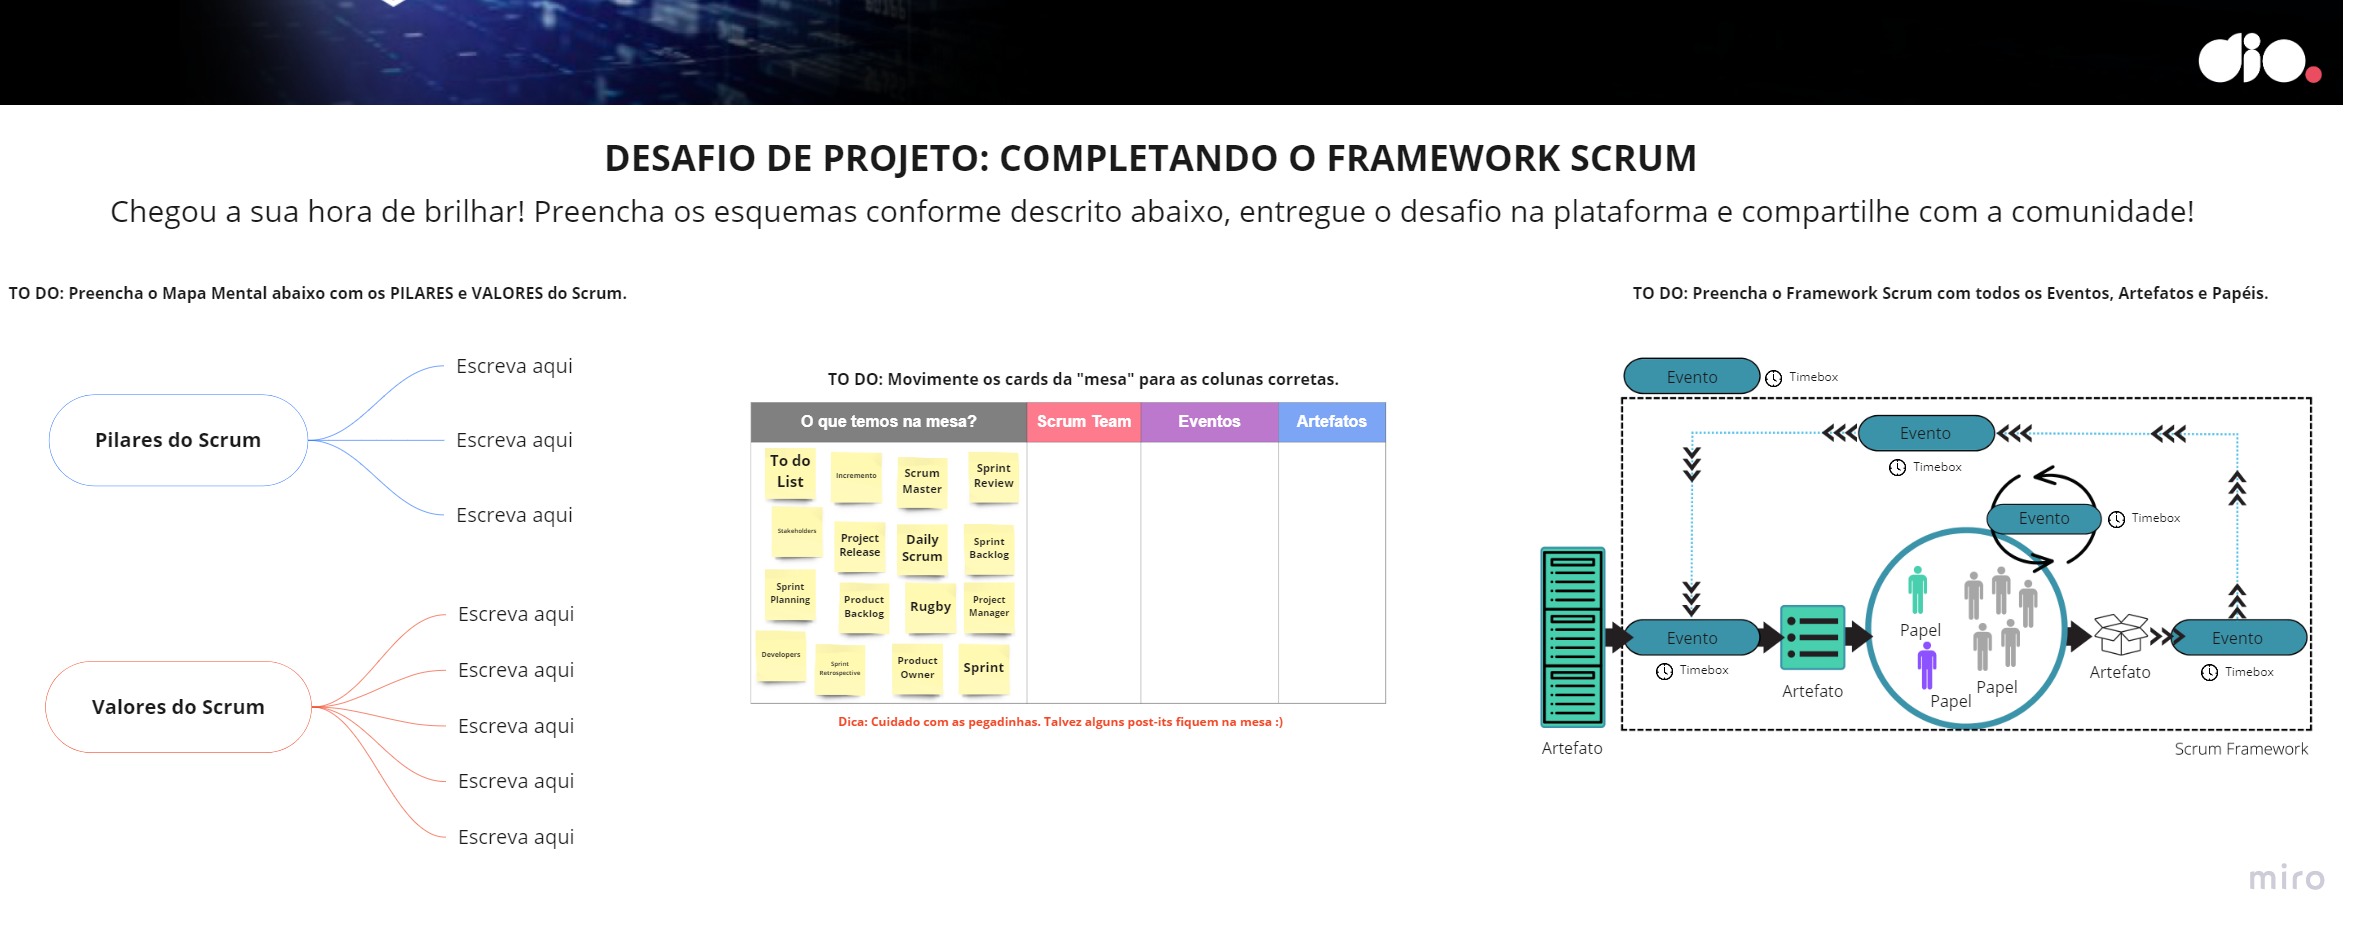 dio.
DESAFIO DE PROJETO: COMPLETANDO O FRAMEWORK SCRUM
Chegou a sua hora de brilhar! Preencha os esquemas conforme descrito abaixo, entregue o desafio na plataforma e compartilhe com a comunidade!
TO DO: Preencha o Mapa Mental abaixo com os PILARES e VALORES do Scrum.
Pilares do Scrum
Escreva aqui
Escreva aqui
Escreva aqui
Valores do Scrum
Escreva aqui
Escreva aqui
Escreva aqui
Escreva aqui
Escreva aqui
TO DO: Movimente os cards da "mesa" para as colunas corretas.
O que temos na mesa?
Scrum Team
Eventos
Artefatos
To do
List
Incremento
Scrum
Master
Sprint
Review
Stakeholders
Project
Release
Daily
Scrum
Sprint
Backlog
Sprint
Planning
Product
Backlog
Rugby
Project
Manager
Developers
Sprint
Retrospective
Product
Owner
Sprint
Dica: Cuidado com as pegadinhas. Talvez alguns post-its fiquem na mesa :)
TO DO: Preencha o Framework Scrum com todos os Eventos, Artefatos e Papéis.
Evento
Timebox
Evento
Timebox
Evento
Timebox
Evento
Timebox
Artefato
Papel
Papel
Papel
Artefato
Evento
Timebox
Artefato
Scrum Framework
miro